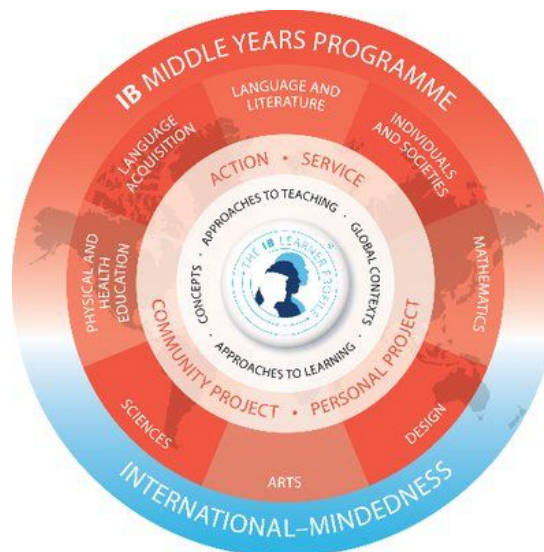 IB MIDDLE YEARS PROGRAMME
LANGUAGE AND
LITERATURE
INDIVIDUALS
AND SOCIETIES
MATHEMATICS
DESIGN
ARTS
SCIENCES
PHYSICAL AND
HEALTH
EDUCATION
LANGUAGE
ACQUISITION
ACTION • SERVICE
PERSONAL PROJECT
COMMUNITY PROJECT •
APPROACHES TO TEACHING ·
GLOBAL CONTEXTS ·
APPROACHES TO LEARNING ·
CONCEPTS ·
THE IB LEARNER PROFILE
INTERNATIONAL–MINDEDNESS